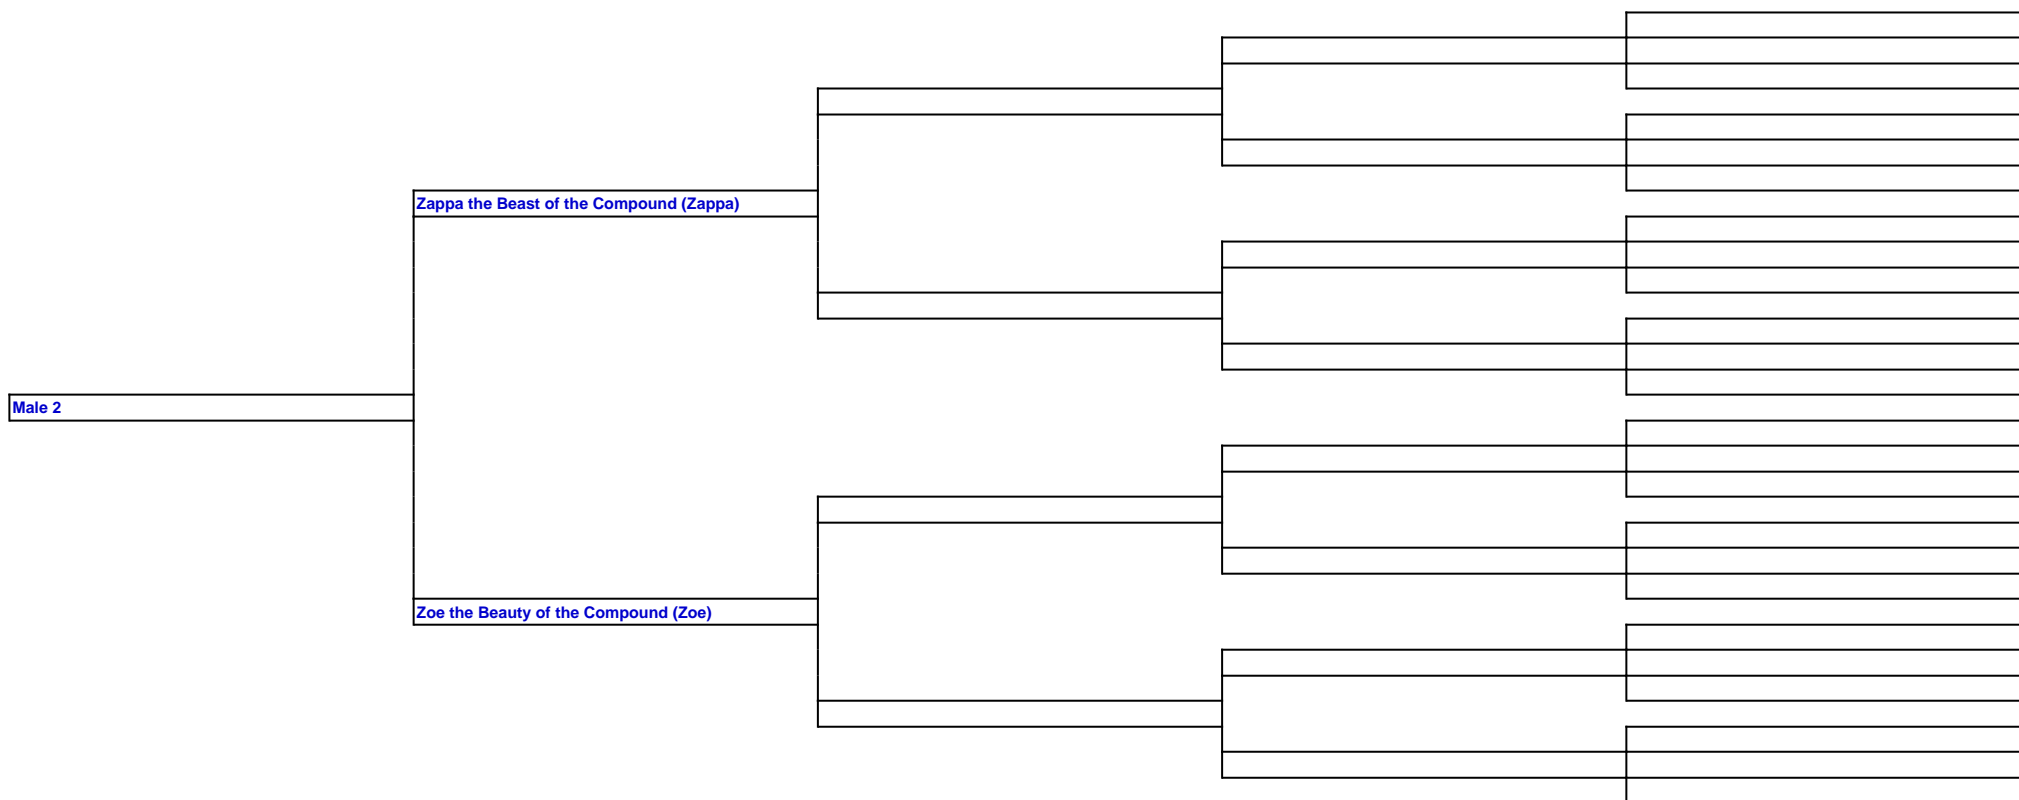 Zappa the Beast of the Compound (Zappa)
Male 2
Zoe the Beauty of the Compound (Zoe)